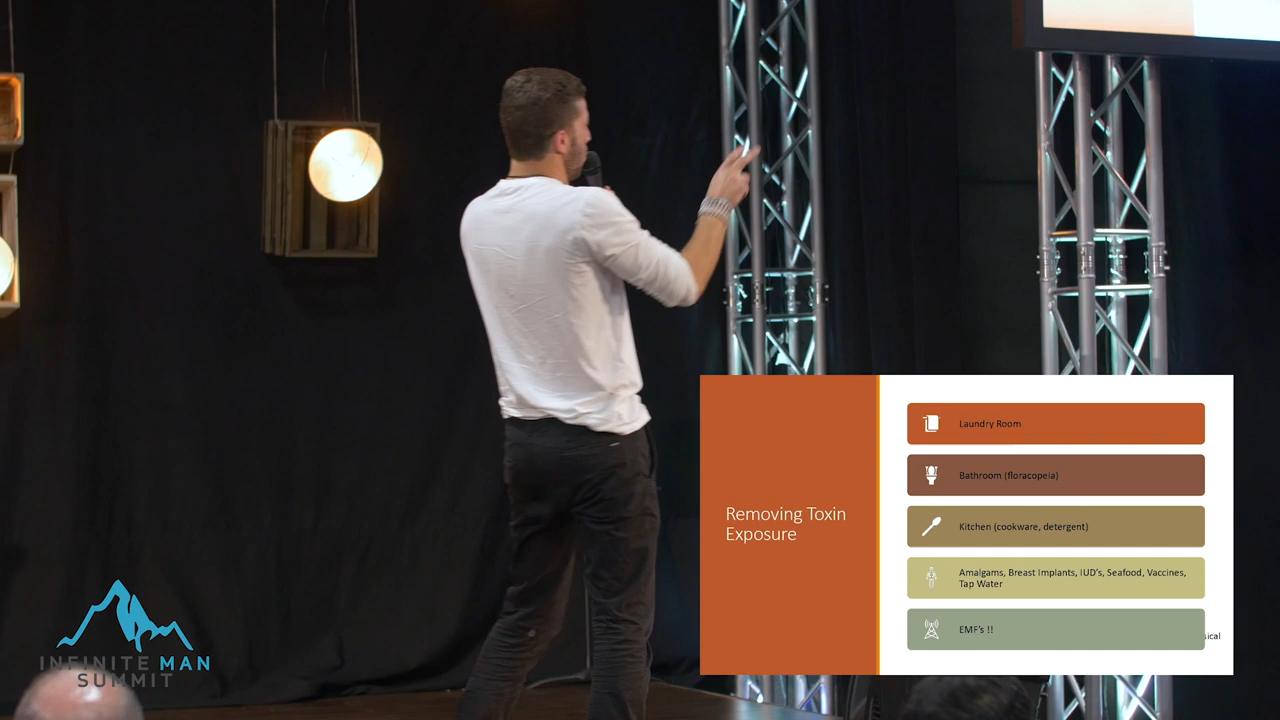 Removing Toxin
Exposure
Laundry Room
Bathroom (floracopeia)
Kitchen (cookware, detergent)
Amalgams, Breast Implants, IUD's, Seafood, Vaccines,
Tap Water
EMF's !!
sical
INFINITE MAN
SUMMIT